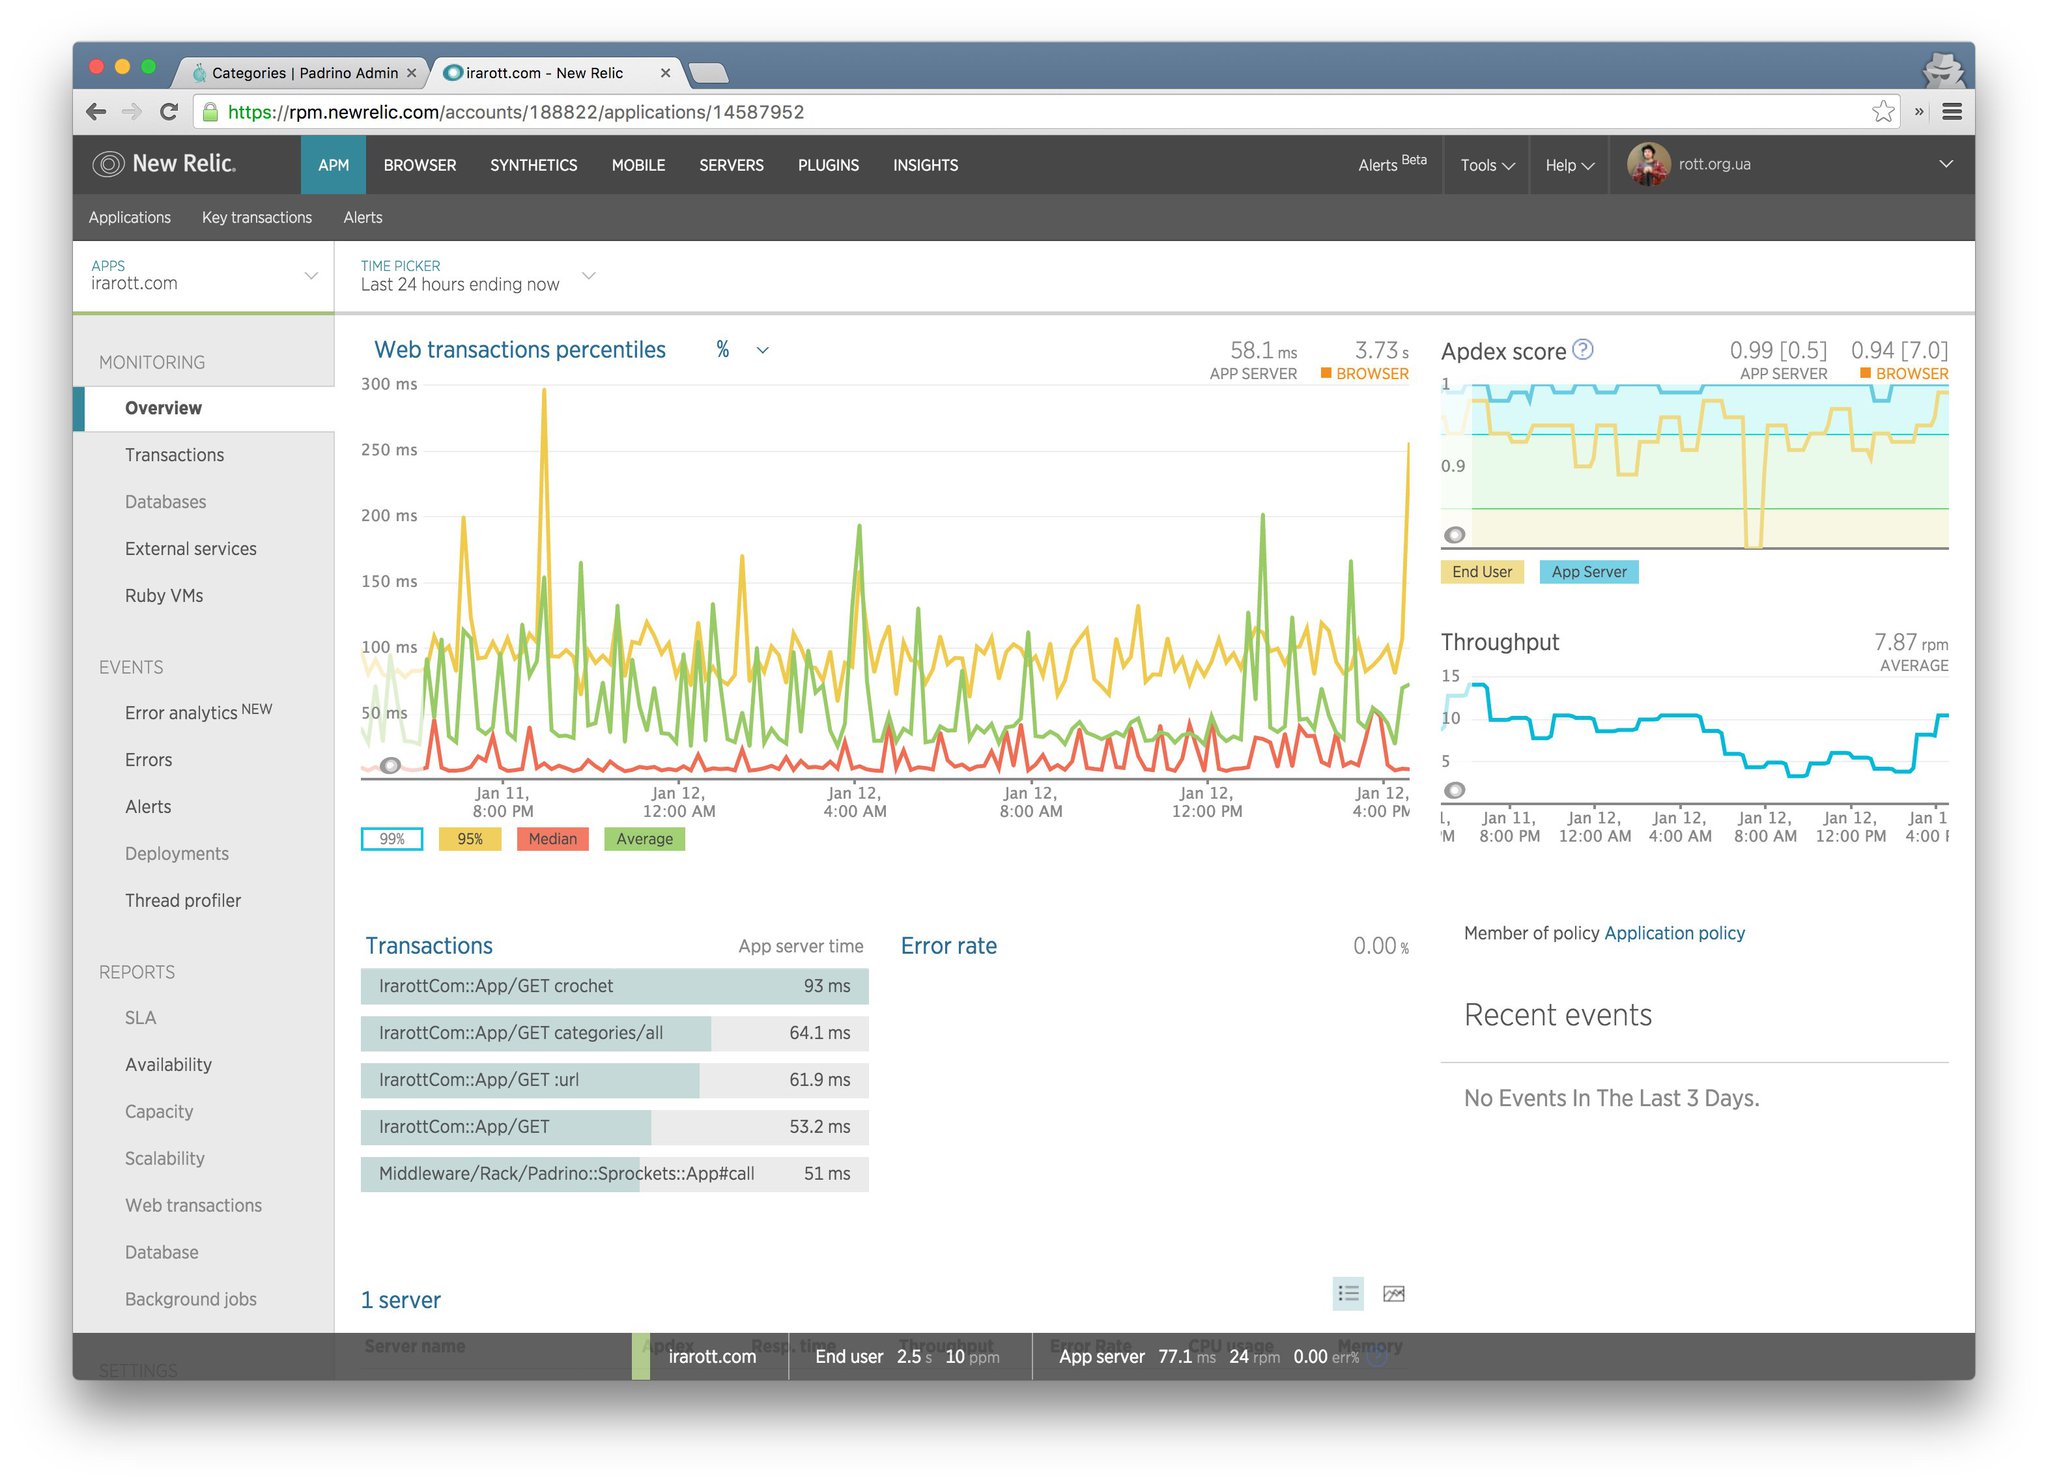 Categories | Padrino Admin
irarott.com - New Relic
https://rpm.newrelic.com/accounts/188822/applications/14587952
New Relic.
APM
BROWSER
SYNTHETICS
MOBILE
SERVERS
PLUGINS
INSIGHTS
Alerts Beta
Tools
Help
rott.org.ua
Applications
Key transactions
Alerts
APPS
irarott.com
TIME PICKER
Last 24 hours ending now
MONITORING
Overview
Transactions
Databases
External services
Ruby VMs
EVENTS
Error analytics NEW
Errors
Alerts
Deployments
Thread profiler
REPORTS
SLA
Availability
Capacity
Scalability
Web transactions
Database
Background jobs
SETTINGS
Web transactions percentiles %
58.1 ms
APP SERVER
3.73 s
BROWSER
300 ms
250 ms
200 ms
150 ms
100 ms
50 ms
Jan 11,
8:00 PM
Jan 12,
12:00 AM
Jan 12,
4:00 AM
Jan 12,
8:00 AM
Jan 12,
12:00 PM
Jan 12,
4:00 PM
99%
95%
Median
Average
Apdex score ?
0.99 [0.5]
APP SERVER
0.94 [7.0]
BROWSER
1
0.9
End User
App Server
Throughput
7.87 rpm
AVERAGE
15
10
5
Jan 11,
8:00 PM
Jan 12,
12:00 AM
Jan 12,
4:00 AM
Jan 12,
8:00 AM
Jan 12,
12:00 PM
Jan 1
4:00
Transactions
App server time
IrarottCom::App/GET crochet 93 ms
IrarottCom::App/GET categories/all 64.1 ms
IrarottCom::App/GET :url 61.9 ms
IrarottCom::App/GET 53.2 ms
Middleware/Rack/Padrino::Sprockets::App#call 51 ms
Error rate
0.00 %
Member of policy Application policy
Recent events
No Events In The Last 3 Days.
1 server
Server name Apdex Resp. time Throughput Error Rate CPU usage Memory
irarott.com
End user 2.5 s 10 ppm
App server 77.1 ms 24 rpm 0.00 err% ?